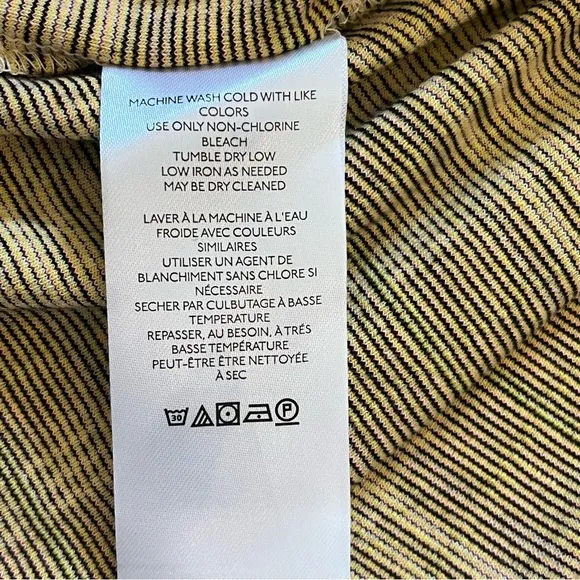 MACHINE WASH COLD WITH LIKE
COLORS
USE ONLY NON-CHLORINE
BLEACH
TUMBLE DRY LOW
LOW IRON AS NEEDED
MAY BE DRY CLEANED
LAVER À LA MACHINE À L'EAU
FROIDE AVEC COULEURS
SIMILAIRES
UTILISER UN AGENT DE
BLANCHIMENT SANS CHLORE SI
NÉCESSAIRE
SECHER PAR CULBUTAGE À BASSE
TEMPERATURE
REPASSER, AU BESOIN, À TRÉS
BASSE TEMPÉRATURE
PEUT-ÊTRE ÊTRE NETTOYÉE
À SEC
30 P